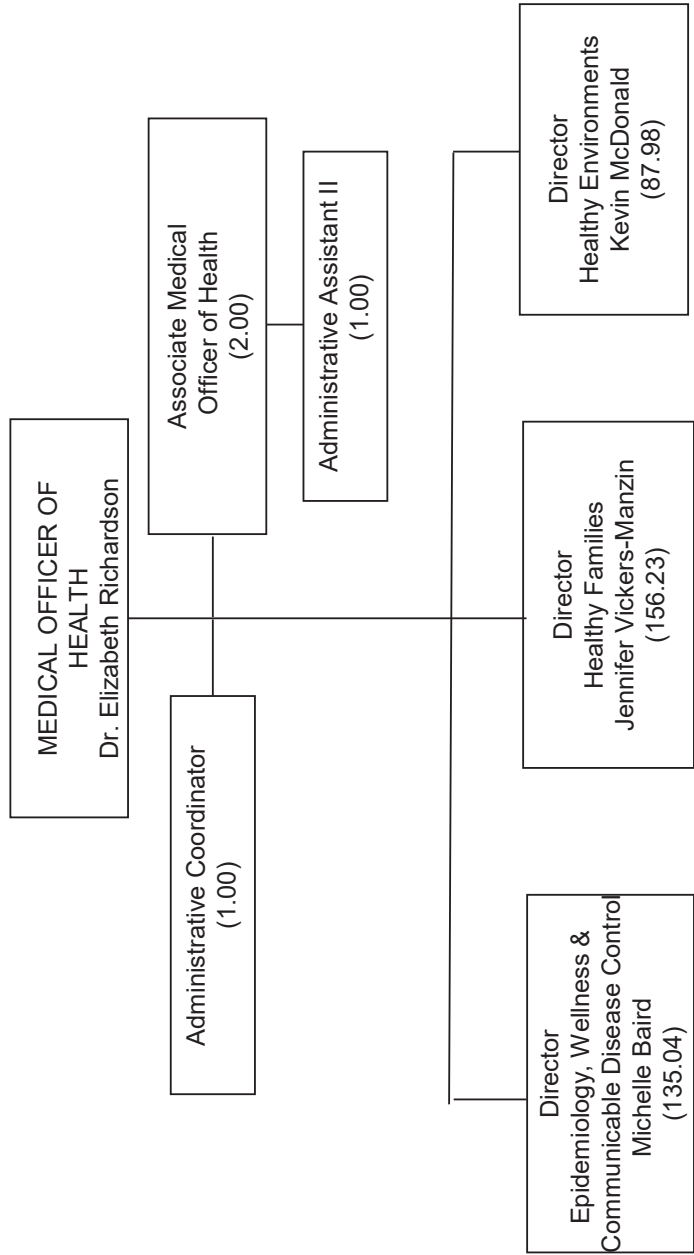 MEDICAL OFFICER OF
HEALTH
Dr. Elizabeth Richardson
Administrative Coordinator
(1.00)
Associate Medical
Officer of Health
(2.00)
Administrative Assistant II
(1.00)
Director
Epidemiology, Wellness &
Communicable Disease Control
Michelle Baird
(135.04)
Director
Healthy Families
Jennifer Vickers-Manzin
(156.23)
Director
Healthy Environments
Kevin McDonald
(87.98)